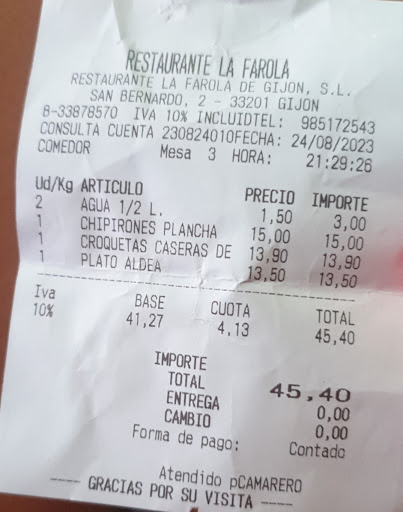 RESTAURANTE LA FAROLA
RESTAURANTE LA FAROLA DE GIJON, S.L.
SAN BERNARDO, 2 - 33201 GIJON
B-33878570 IVA 10% INCLUIDTEL: 985172543
CONSULTA CUENTA 230824010FECHA: 24/08/2023
COMEDOR Mesa 3 HORA: 21:29:26
Ud/Kg ARTICULO PRECIO IMPORTE
2 AGUA 1/2 L. 1,50 3,00
1 CHIPIRONES PLANCHA 15,00 15,00
1 CROQUETAS CASERAS DE 13,90 13,90
1 PLATO ALDEA 13,50 13,50
Iva BASE CUOTA TOTAL
10% 41,27 4.13 45,40
IMPORTE
TOTAL 45,40
ENTREGA 0,00
CAMBIO 0,00
Forma de pago: Contado
Atendido pCAMARERO
---- GRACIAS POR SU VISITA ----